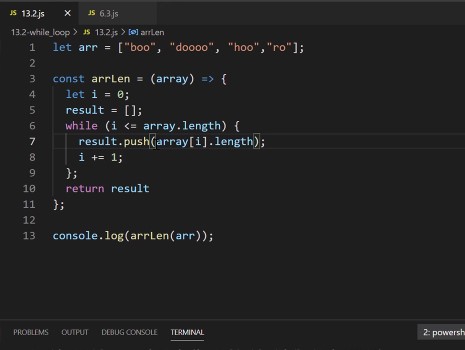 JS 13.2.js × JS 6.3.js
13.2-while_loop > JS 13.2.js > arrLen
1 let arr = ["boo", "doooo", "hoo","ro"];
2
3 const arrLen = (array) => {
4 let i = 0;
5 result = [];
6 while (i <= array.length) {
7 result.push(array[i].length);
8 i += 1;
9 };
10 return result
11 };
12
13 console.log(arrLen(arr));
PROBLEMS OUTPUT DEBUG CONSOLE TERMINAL 2: powersh